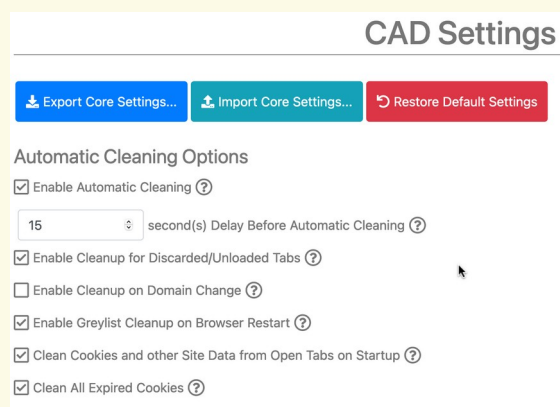 CAD Settings
Export Core Settings... Import Core Settings... Restore Default Settings
Automatic Cleaning Options
Enable Automatic Cleaning ?
15 second(s) Delay Before Automatic Cleaning ?
Enable Cleanup for Discarded/Unloaded Tabs ?
Enable Cleanup on Domain Change ?
Enable Greylist Cleanup on Browser Restart ?
Clean Cookies and other Site Data from Open Tabs on Startup ?
Clean All Expired Cookies ?